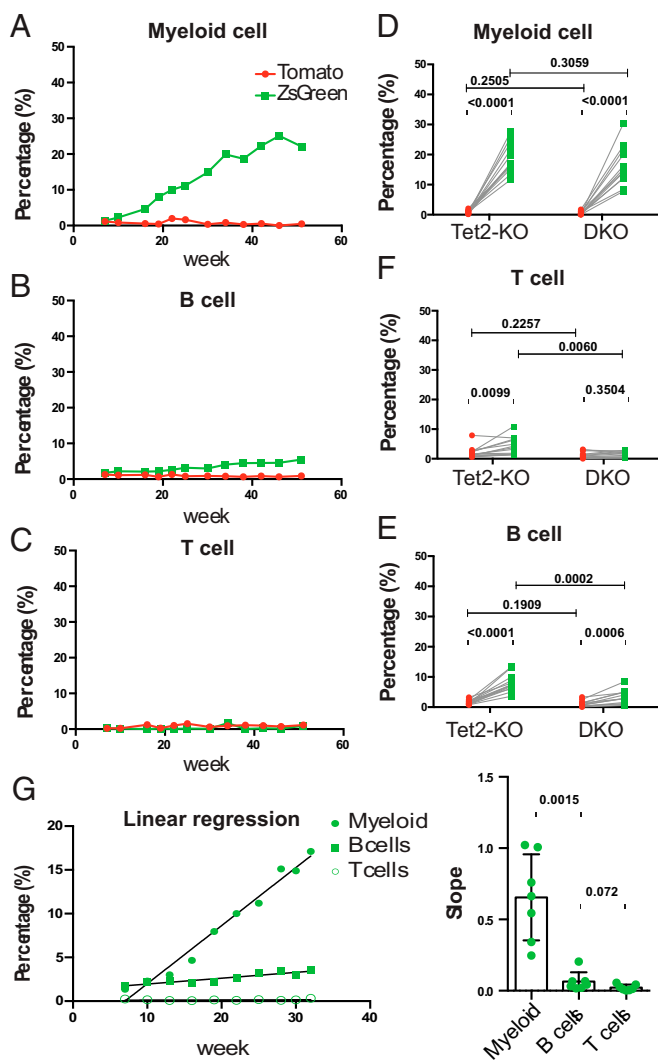 A
Myeloid cell
Percentage (%)
50
40
30
20
10
0
Tomato
ZsGreen
0
20
40
60
week
B
B cell
Percentage (%)
50
40
30
20
10
0
0
20
40
60
week
C
T cell
Percentage (%)
50
40
30
20
10
0
0
20
40
60
week
D
Myeloid cell
0.3059
0.2505
<0.0001
<0.0001
Percentage (%)
50
40
30
20
10
0
Tet2-KO
DKO
F
T cell
Percentage (%)
50
40
30
20
10
0
0.2257
0.0060
0.0099
0.3504
Tet2-KO
DKO
E
B cell
Percentage (%)
50
40
30
20
10
0
0.0002
0.1909
<0.0001
0.0006
Tet2-KO
DKO
G
Linear regression
Myeloid
B cells
T cells
Percentage (%)
20
15
10
5
0
0
10
20
30
40
week
Slope
1.5
1.0
0.5
0.0
0.0015
0.072
Myeloid
B cells
T cells